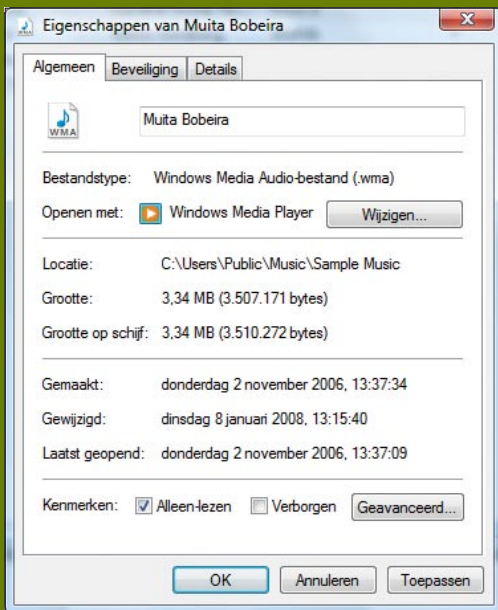 Eigenschappen van Muita Bobeira
Algemeen Beveiliging Details
WMA
Muita Bobeira
Bestandstype: Windows Media Audio-bestand (.wma)
Openen met: Windows Media Player Wijzigen...
Locatie: C:\Users\Public\Music\Sample Music
Grootte: 3,34 MB (3.507.171 bytes)
Grootte op schijf: 3,34 MB (3.510.272 bytes)
Gemaakt: donderdag 2 november 2006, 13:37:34
Gewijzigd: dinsdag 8 januari 2008, 13:15:40
Laatst geopend: donderdag 2 november 2006, 13:37:09
Kenmerken: Alleen-lezen Verborgen Geavanceerd...
OK Annuleren Toepassen